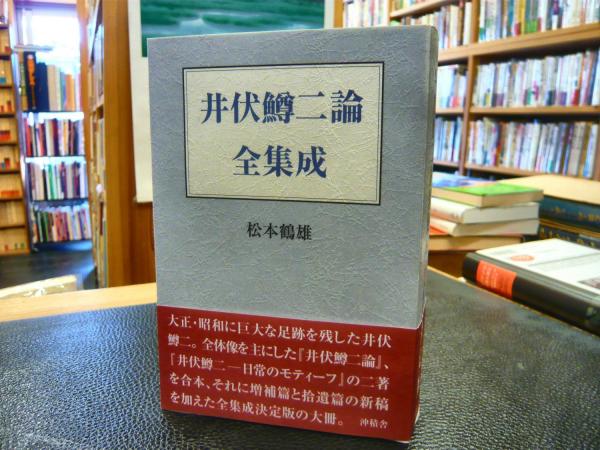 井伏鱒二論
全集成
松本鶴雄
大正・昭和に巨大な足跡を残した井伏
鱒二。全体像を主にした『井伏鱒二論』、
『井伏鱒二―日常のモティーフ』の二著
を合本、それに増補篇と拾遺篇の新稿
を加えた全集成決定版の大冊。
沖積舎